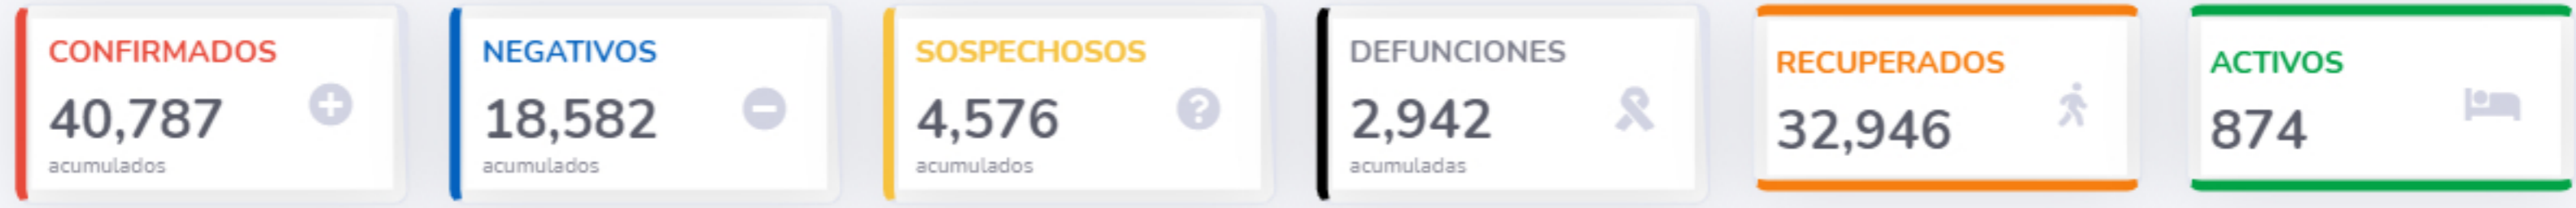 CONFIRMADOS
40,787
acumulados
NEGATIVOS
18,582
acumulados
SOSPECHOSOS
4,576
acumulados
DEFUNCIONES
2,942
acumuladas
RECUPERADOS
32,946
ACTIVOS
874